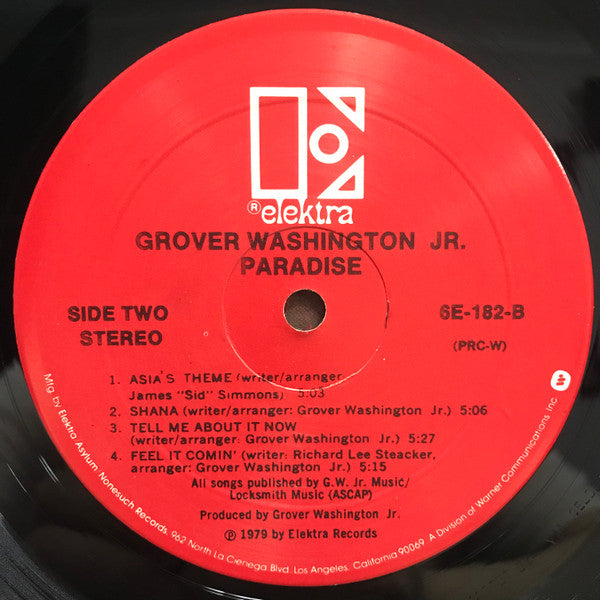 ® elektra
GROVER WASHINGTON JR.
PARADISE
SIDE TWO
STEREO
6E-182-B
(PRC-W)
1. ASIA'S THEME (writer/arranger
James "Sid" Simmons) 5:03
2. SHANA (writer/arranger: Grover Washington Jr.) 5:06
3. TELL ME ABOUT IT NOW
(writer/arranger: Grover Washington Jr.) 5:27
4. FEEL IT COMIN' (writer: Richard Lee Steacker,
arranger: Grover Washington Jr.) 5:15
All songs published by G.W. Jr. Music/
Locksmith Music (ASCAP)
Produced by Grover Washington Jr.
℗ 1979 by Elektra Records
Mfg. by Elektra Asylum Nonesuch Records, 962 North La Cienega Blvd. Los Angeles, California 90069 A Division of Warner Communications Inc.